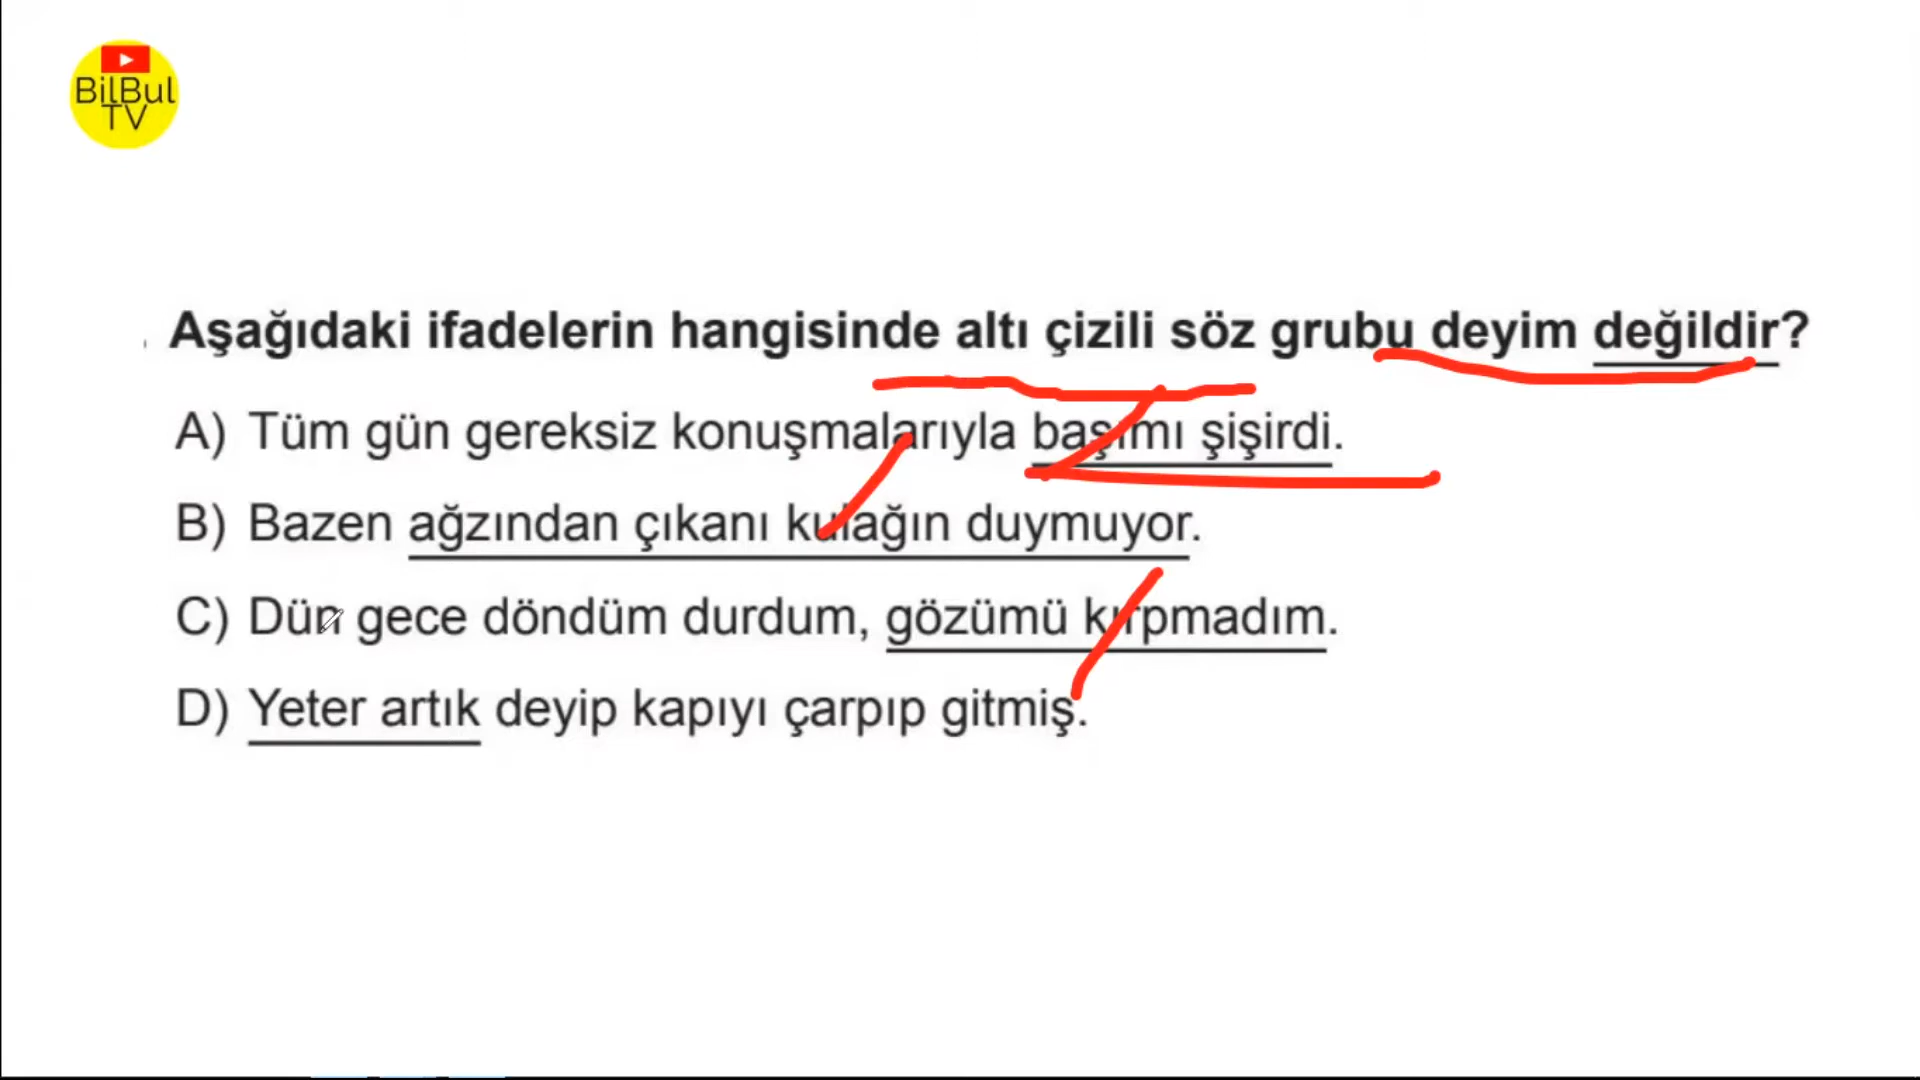 BilBul
TV
Aşağıdaki ifadelerin hangisinde altı çizili söz grubu deyim değildir?
A) Tüm gün gereksiz konuşmalarıyla başımı şişirdi.
B) Bazen ağzından çıkanı kulağın duymuyor.
C) Dün gece döndüm durdum, gözümü kırpmadım.
D) Yeter artık deyip kapıyı çarpıp gitmiş.